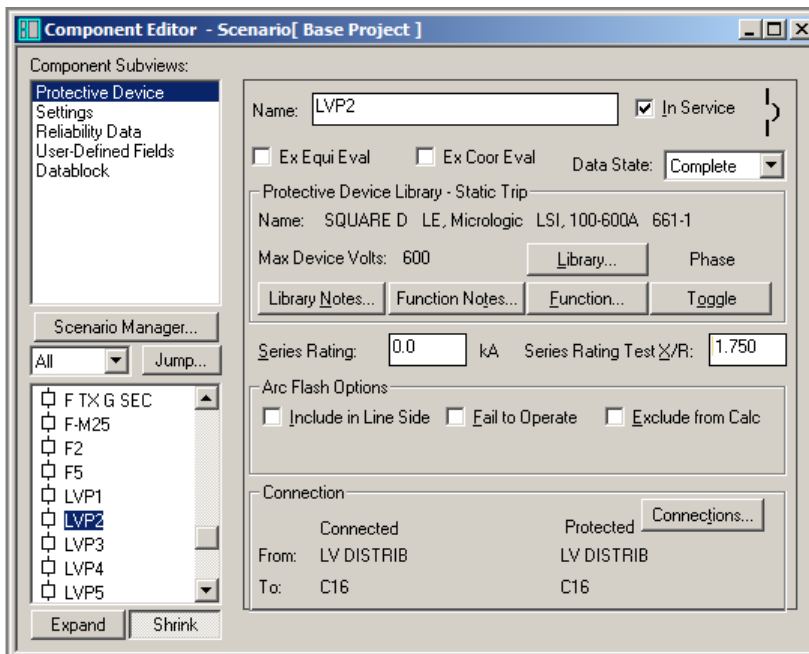 Component Editor - Scenario[ Base Project ]
Component Subviews:
Protective Device
Settings
Reliability Data
User-Defined Fields
Datablock
Scenario Manager...
All
Jump...
F TX G SEC
F-M25
F2
F5
LVP1
LVP2
LVP3
LVP4
LVP5
Expand
Shrink
Name: LVP2
In Service
Ex Equi Eval
Ex Coor Eval
Data State: Complete
Protective Device Library - Static Trip
Name: SQUARE D LE, Micrologic LSI, 100-600A 661-1
Max Device Volts: 600
Library...
Phase
Library Notes...
Function Notes...
Function...
Toggle
Series Rating: 0.0 kA
Series Rating Test X/R: 1.750
Arc Flash Options
Include in Line Side
Fail to Operate
Exclude from Calc
Connection
Connections...
Connected Protected
From: LV DISTRIB LV DISTRIB
To: C16 C16